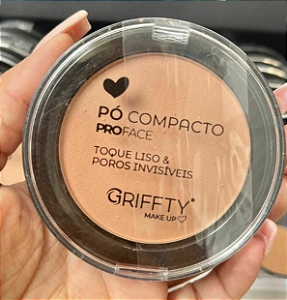 PÓ COMPACTO
PROFACE
TOQUE LISO &
POROS INVISÍVEIS
GRIFFTY®
MAKE UP♡